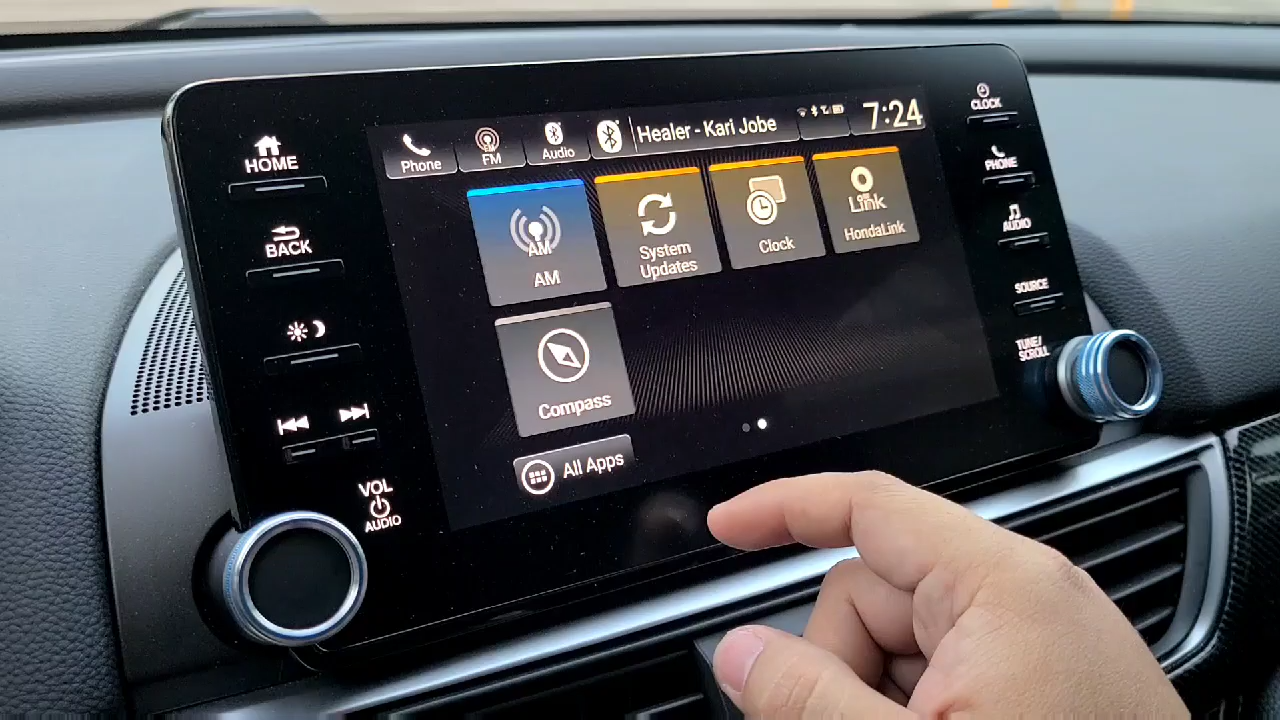 HOME
BACK
VOL
AUDIO
Phone
FM
Audio
Healer - Kari Jobe
7:24
AM
AM
System
Updates
Clock
Link
HondaLink
Compass
All Apps
CLOCK
PHONE
AUDIO
SOURCE
TUNE/
SCROLL